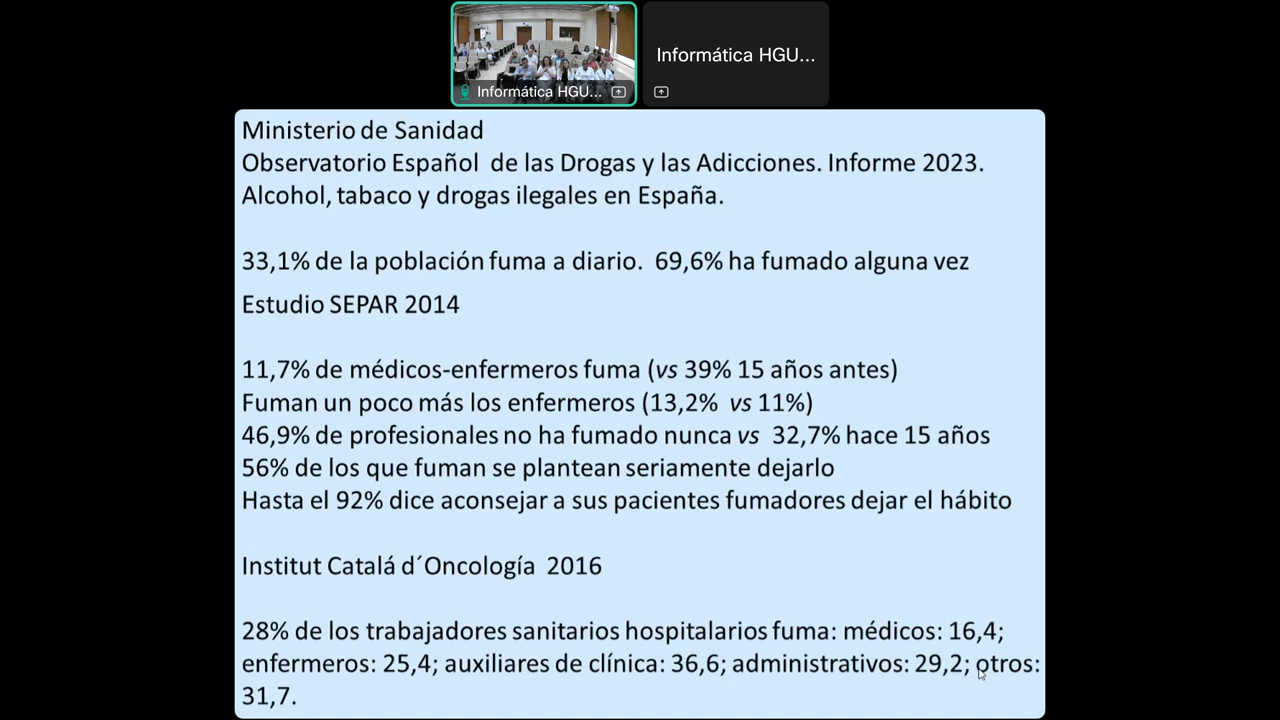 Informática HGU...
Informática HGU...
Ministerio de Sanidad
Observatorio Español de las Drogas y las Adicciones. Informe 2023.
Alcohol, tabaco y drogas ilegales en España.
33,1% de la población fuma a diario. 69,6% ha fumado alguna vez
Estudio SEPAR 2014
11,7% de médicos-enfermeros fuma (vs 39% 15 años antes)
Fuman un poco más los enfermeros (13,2% vs 11%)
46,9% de profesionales no ha fumado nunca vs 32,7% hace 15 años
56% de los que fuman se plantean seriamente dejarlo
Hasta el 92% dice aconsejar a sus pacientes fumadores dejar el hábito
Institut Catalá d´Oncología 2016
28% de los trabajadores sanitarios hospitalarios fuma: médicos: 16,4;
enfermeros: 25,4; auxiliares de clínica: 36,6; administrativos: 29,2; otros:
31,7.